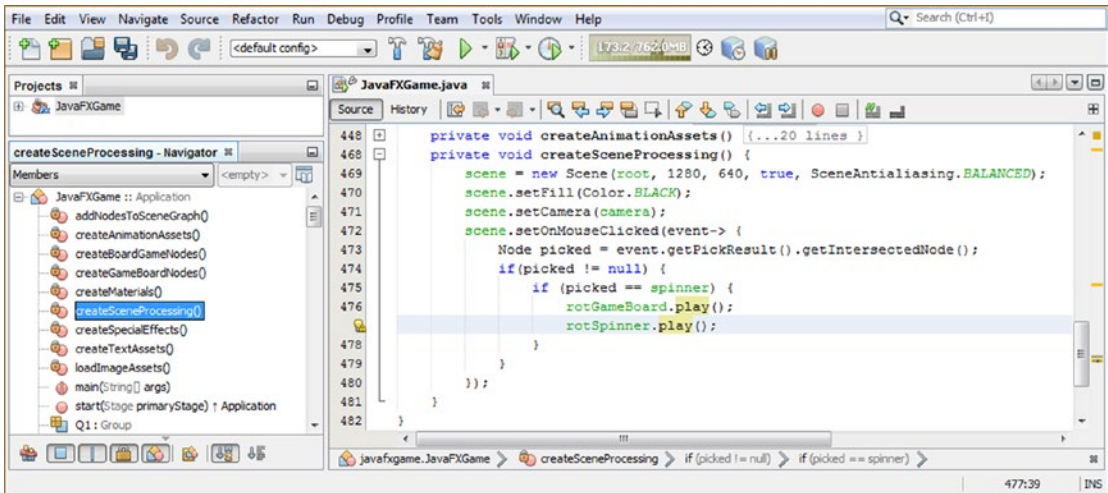 File Edit View Navigate Source Refactor Run Debug Profile Team Tools Window Help
Search (Ctrl+I)
<default config>
173.2/762.0MB
Projects
JavaFXGame
createSceneProcessing - Navigator
Members
<empty>
JavaFXGame :: Application
addNodesToSceneGraph()
createAnimationAssets()
createBoardGameNodes()
createGameBoardNodes()
createMaterials()
createSceneProcessing()
createSpecialEffects()
createTextAssets()
loadImageAssets()
main(String[] args)
start(Stage primaryStage) ↑ Application
Q1 : Group
JavaFXGame.java
Source History
448 private void createAnimationAssets() {...20 lines }
468 private void createSceneProcessing() {
469 scene = new Scene(root, 1280, 640, true, SceneAntialiasing.BALANCED);
470 scene.setFill(Color.BLACK);
471 scene.setCamera(camera);
472 scene.setOnMouseClicked(event-> {
473 Node picked = event.getPickResult().getIntersectedNode();
474 if(picked != null) {
475 if (picked == spinner) {
476 rotGameBoard.play();
rotSpinner.play();
478 }
479 }
480 });
481 }
482 }
javafxgame.JavaFXGame createSceneProcessing if (picked != null) if (picked == spinner)
477:39 INS